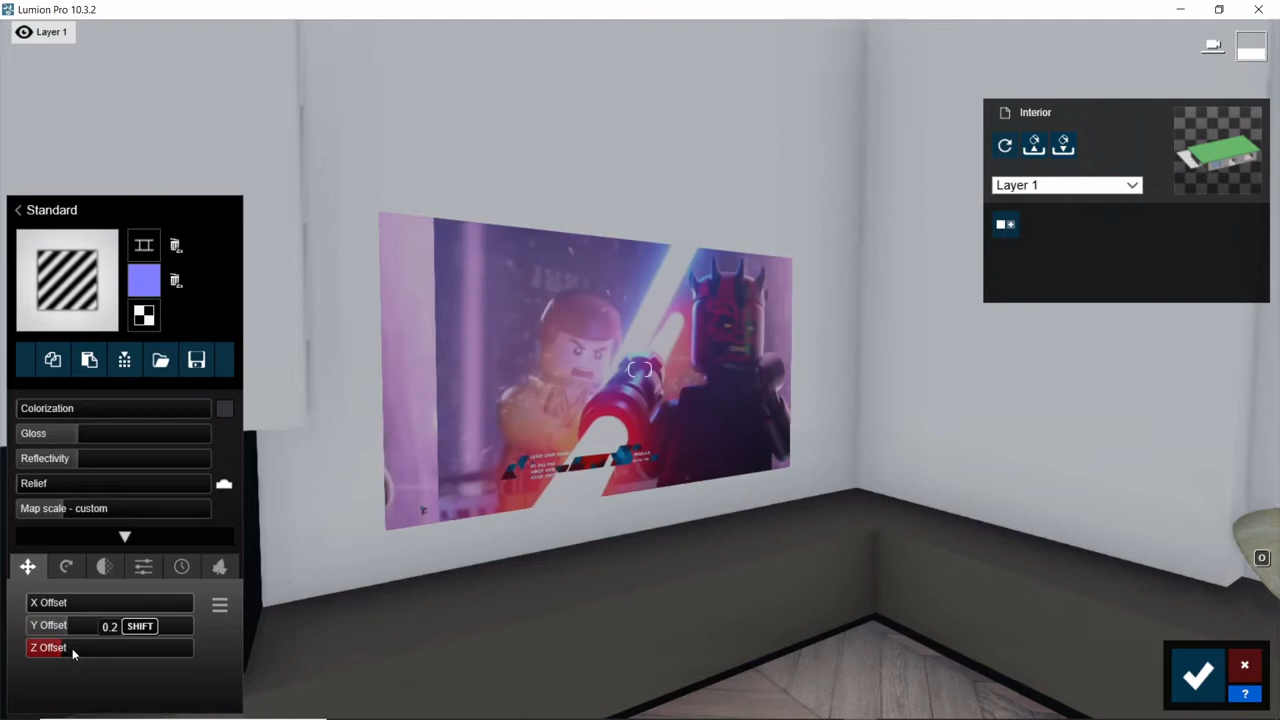 Lumion Pro 10.3.2
Layer 1
Interior
Layer 1
Standard
Colorization
Gloss
Reflectivity
Relief
Map scale - custom
X Offset
Y Offset
0.2 SHIFT
Z Offset
O
?